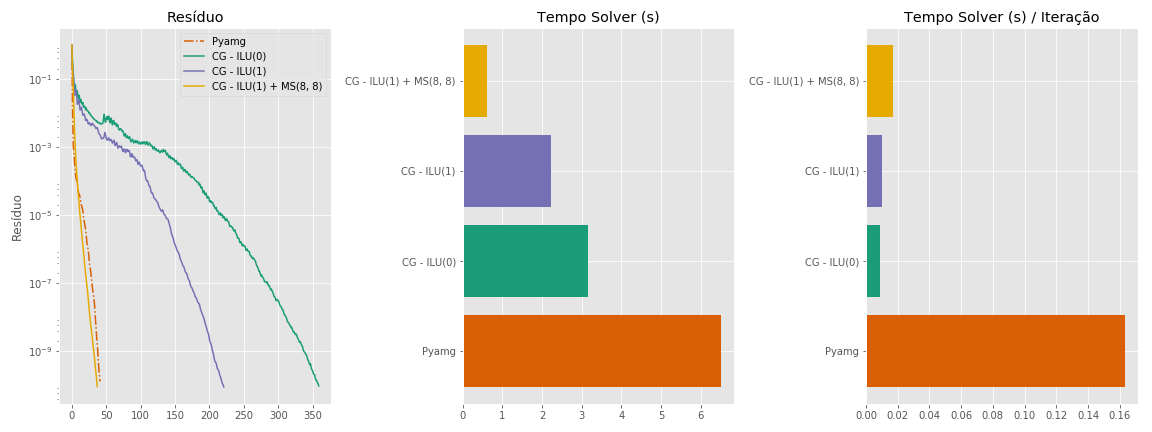 Resíduo
Pyamg
CG - ILU(0)
CG - ILU(1)
CG - ILU(1) + MS(8, 8)
Resíduo
10⁻¹
10⁻³
10⁻⁵
10⁻⁷
10⁻⁹
0 50 100 150 200 250 300 350
Tempo Solver (s)
CG - ILU(1) + MS(8, 8)
CG - ILU(1)
CG - ILU(0)
Pyamg
0 1 2 3 4 5 6
Tempo Solver (s) / Iteração
CG - ILU(1) + MS(8, 8)
CG - ILU(1)
CG - ILU(0)
Pyamg
0.00 0.02 0.04 0.06 0.08 0.10 0.12 0.14 0.16